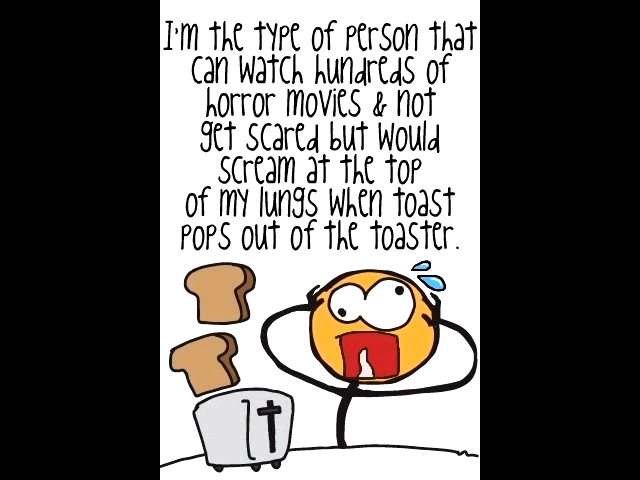 I'm the type of person that
can watch hundreds of
horror movies & not
get scared but would
scream at the top
of my lungs when toast
pops out of the toaster.